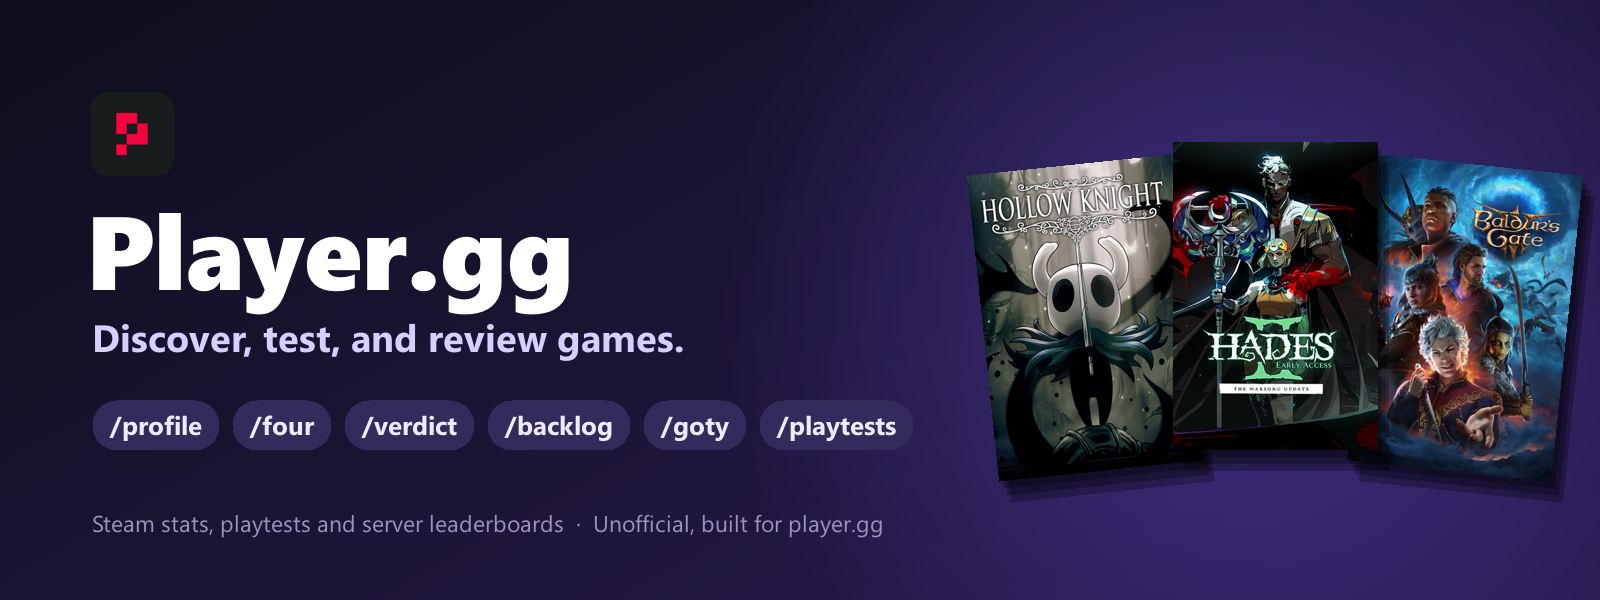 Player.gg
Discover, test, and review games.
/profile /four /verdict /backlog /goty /playtests
Steam stats, playtests and server leaderboards · Unofficial, built for player.gg
HOLLOW KNIGHT
HADES
II
EARLY ACCESS
THE WARSONG UPDATE
BALDUR'S
GATE
III